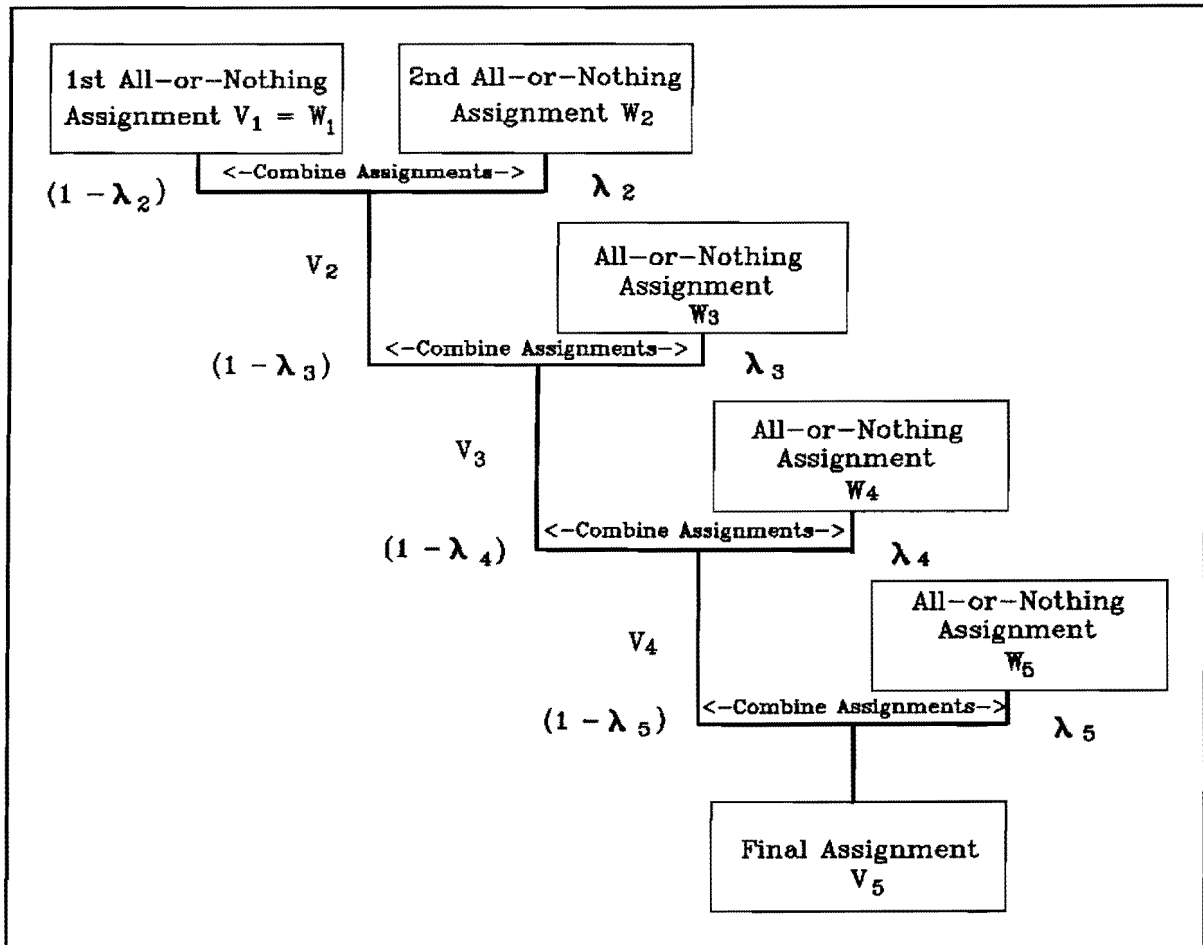 1st All-or-Nothing
Assignment V₁ = W₁
2nd All-or-Nothing
Assignment W₂
<-Combine Assignments->
(1 - λ₂)
λ₂
V₂
All-or-Nothing
Assignment
W₃
<-Combine Assignments->
(1 - λ₃)
λ₃
V₃
All-or-Nothing
Assignment
W₄
<-Combine Assignments->
(1 - λ₄)
λ₄
V₄
All-or-Nothing
Assignment
W₅
<-Combine Assignments->
(1 - λ₅)
λ₅
Final Assignment
V₅